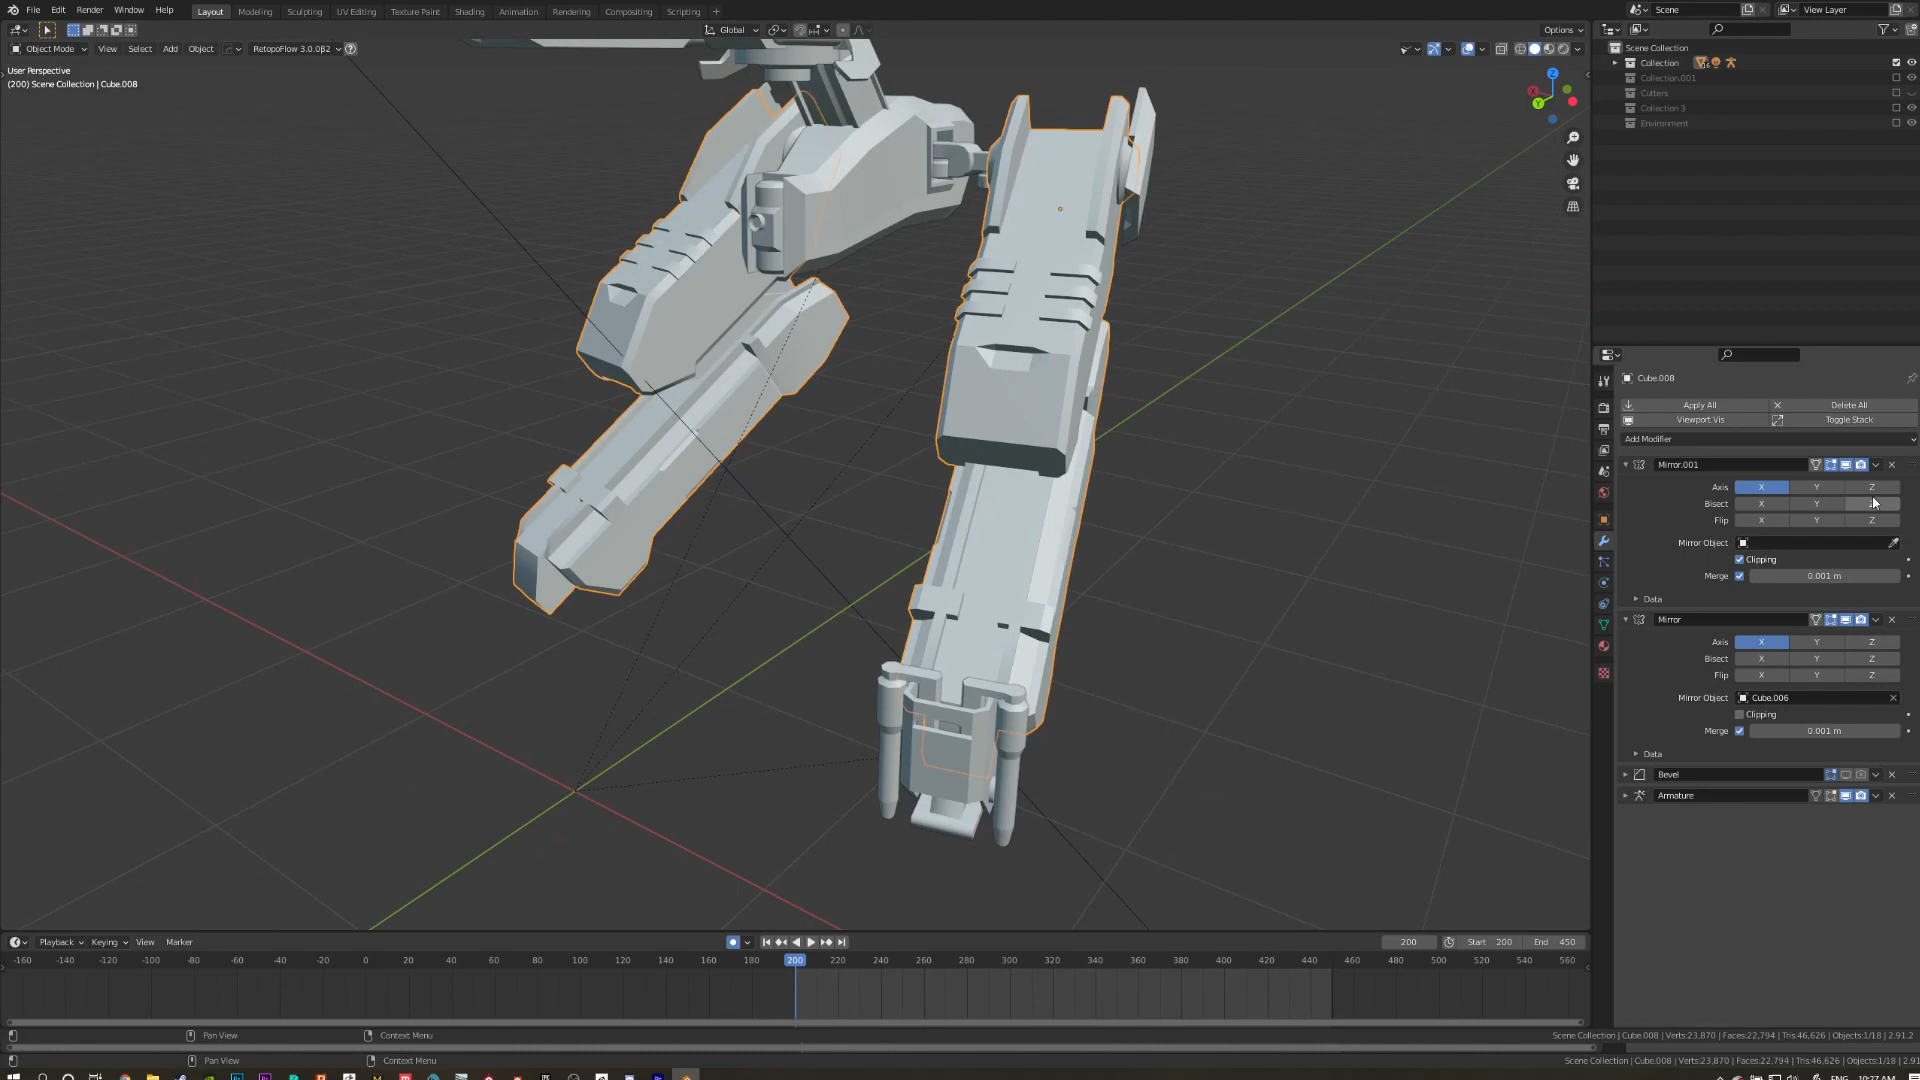 File Edit Render Window Help Layout Modeling Sculpting UV Editing Texture Paint Shading Animation Rendering Compositing Scripting + Scene View Layer
Global Options
Object Mode View Select Add Object RetopoFlow 3.0.0β2 ?
User Perspective
(200) Scene Collection | Cube.008
Z
X
Y
Scene Collection
Collection
Collection.001
Cutters
Collection 3
Environment
Cube.008
Apply All Delete All
Viewport Vis Toggle Stack
Add Modifier
Mirror.001
Axis X Y Z
Bisect X Y
Flip X Y Z
Mirror Object
Clipping
Merge 0.001 m
Data
Mirror
Axis X Y Z
Bisect X Y Z
Flip X Y Z
Mirror Object Cube.006
Clipping
Merge 0.001 m
Data
Bevel
Armature
Playback Keying View Marker 200 Start 200 End 450
-160 -140 -120 -100 -80 -60 -40 -20 0 20 40 60 80 100 120 140 160 180 200 220 240 260 280 300 320 340 360 380 400 420 440 460 480 500 520 540 560
Pan View Context Menu Scene Collection | Cube.008 | Verts:23,870 | Faces:22,794 | Tris:46,626 | Objects:1/18 | 2.91.2
Pan View Context Menu Scene Collection | Cube.008 | Verts:23,870 | Faces:22,794 | Tris:46,626 | Objects:1/18 | 2.91.2
ENG 10:27 AM